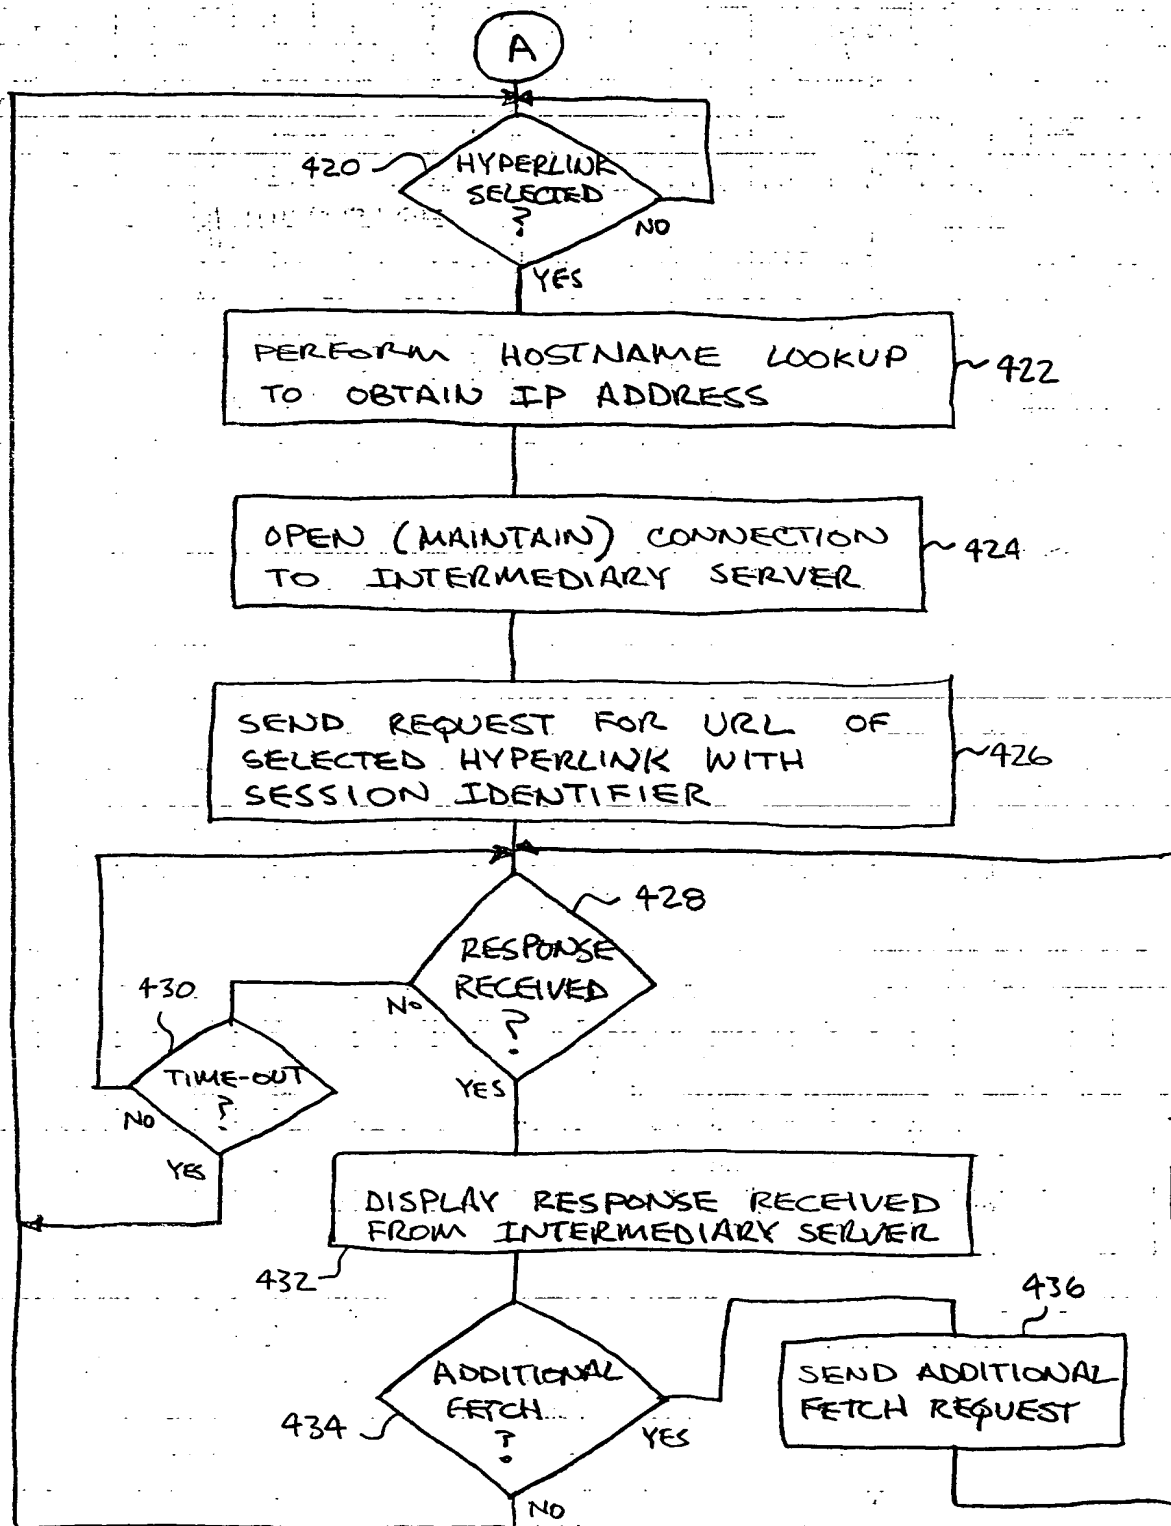 A
420
HYPERLINK
SELECTED
?
NO
YES
PERFORM HOSTNAME LOOKUP
TO OBTAIN IP ADDRESS
422
OPEN (MAINTAIN) CONNECTION
TO INTERMEDIARY SERVER
424
SEND REQUEST FOR URL OF
SELECTED HYPERLINK WITH
SESSION IDENTIFIER
426
428
RESPONSE
RECEIVED
?
NO
YES
430
TIME-OUT
?
NO
YES
DISPLAY RESPONSE RECEIVED
FROM INTERMEDIARY SERVER
432
ADDITIONAL
FETCH
?
434
YES
NO
436
SEND ADDITIONAL
FETCH REQUEST